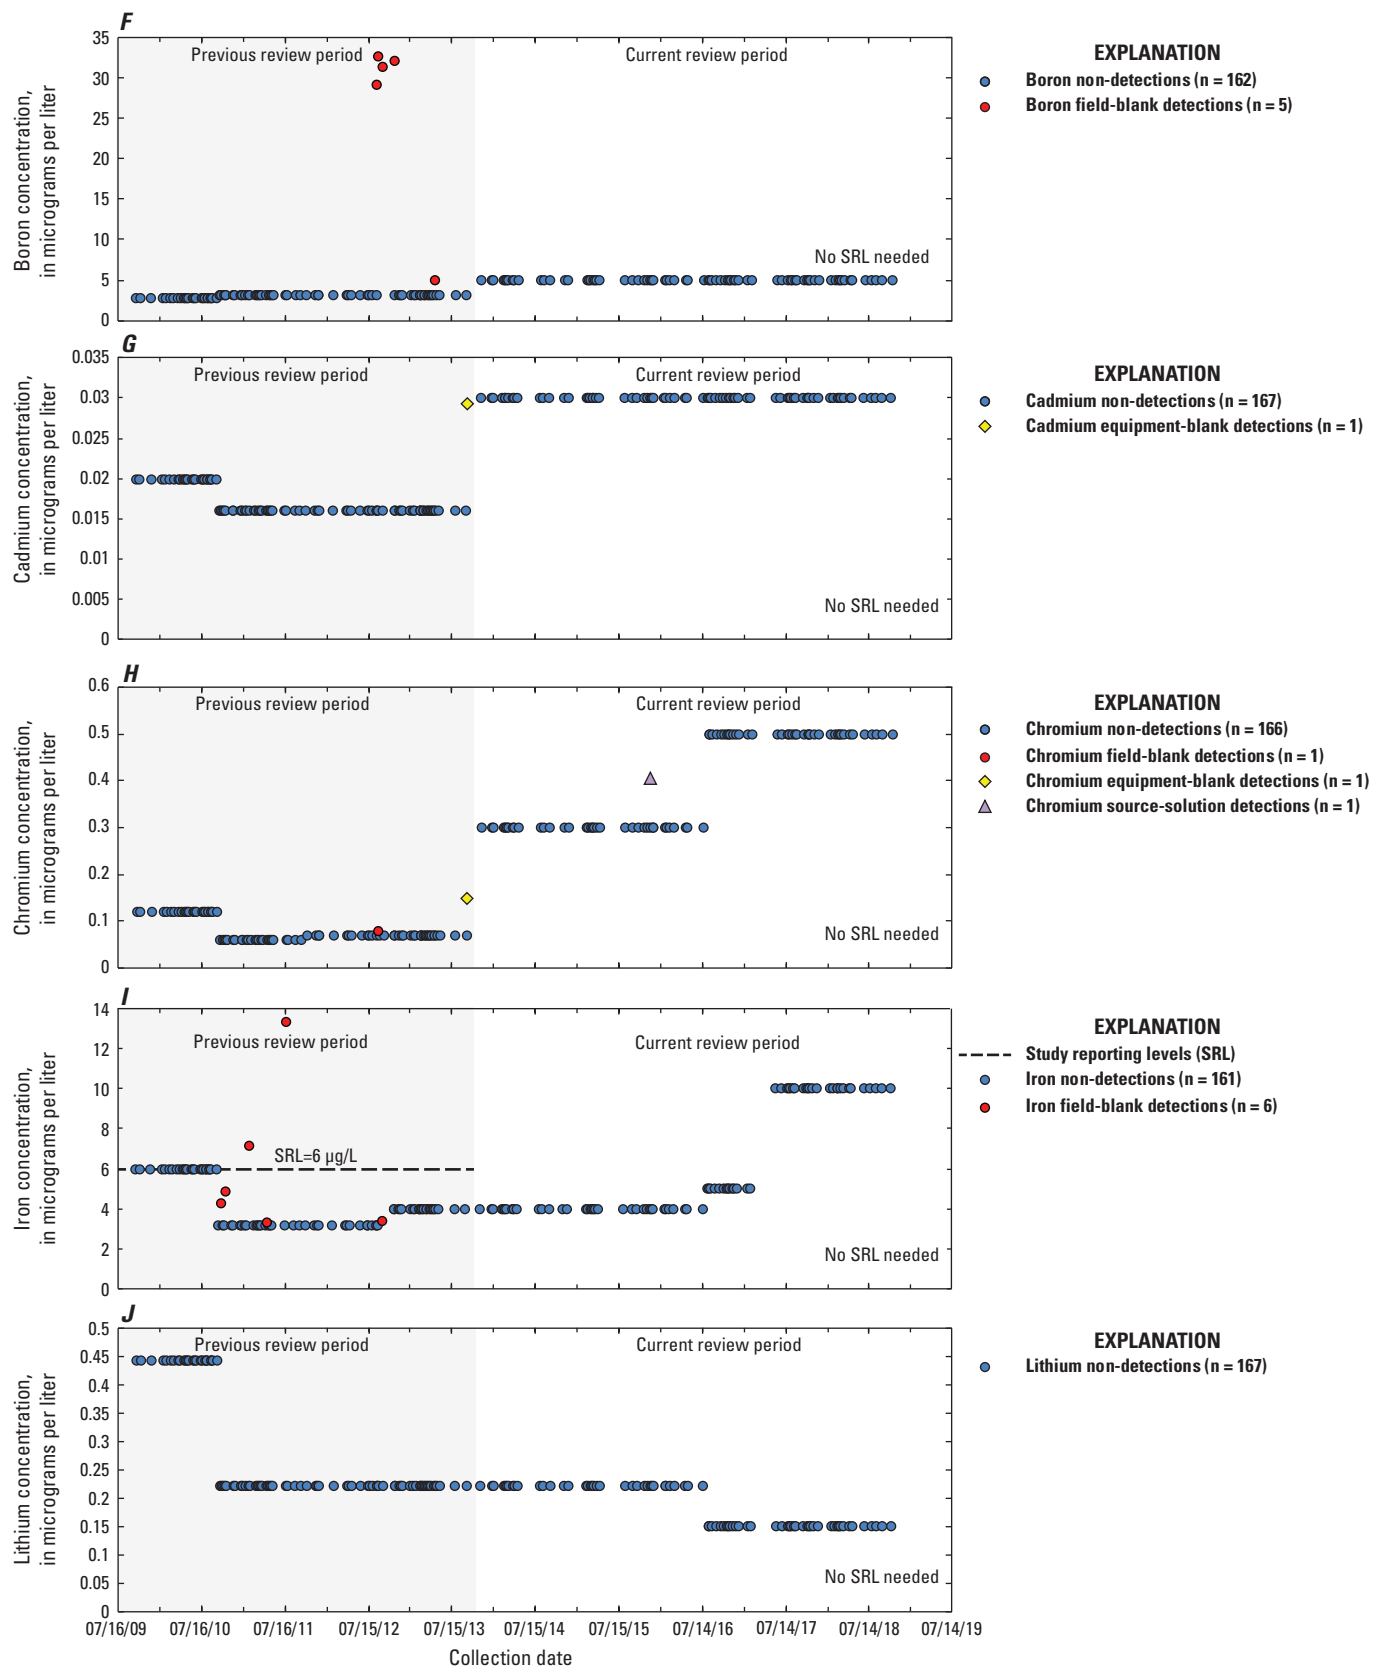 F
Boron concentration,
in micrograms per liter
35
30
25
20
15
10
5
0
Previous review period
Current review period
No SRL needed
EXPLANATION
Boron non-detections (n = 162)
Boron field-blank detections (n = 5)
G
Cadmium concentration,
in micrograms per liter
0.035
0.03
0.025
0.02
0.015
0.01
0.005
0
Previous review period
Current review period
No SRL needed
EXPLANATION
Cadmium non-detections (n = 167)
Cadmium equipment-blank detections (n = 1)
H
Chromium concentration,
in micrograms per liter
0.6
0.5
0.4
0.3
0.2
0.1
0
Previous review period
Current review period
No SRL needed
EXPLANATION
Chromium non-detections (n = 166)
Chromium field-blank detections (n = 1)
Chromium equipment-blank detections (n = 1)
Chromium source-solution detections (n = 1)
I
Iron concentration,
in micrograms per liter
14
12
10
8
6
4
2
0
Previous review period
Current review period
SRL=6 µg/L
No SRL needed
EXPLANATION
Study reporting levels (SRL)
Iron non-detections (n = 161)
Iron field-blank detections (n = 6)
J
Lithium concentration,
in micrograms per liter
0.5
0.45
0.4
0.35
0.3
0.25
0.2
0.15
0.1
0.05
0
Previous review period
Current review period
No SRL needed
EXPLANATION
Lithium non-detections (n = 167)
07/16/09 07/16/10 07/16/11 07/15/12 07/15/13 07/15/14 07/15/15 07/14/16 07/14/17 07/14/18 07/14/19
Collection date